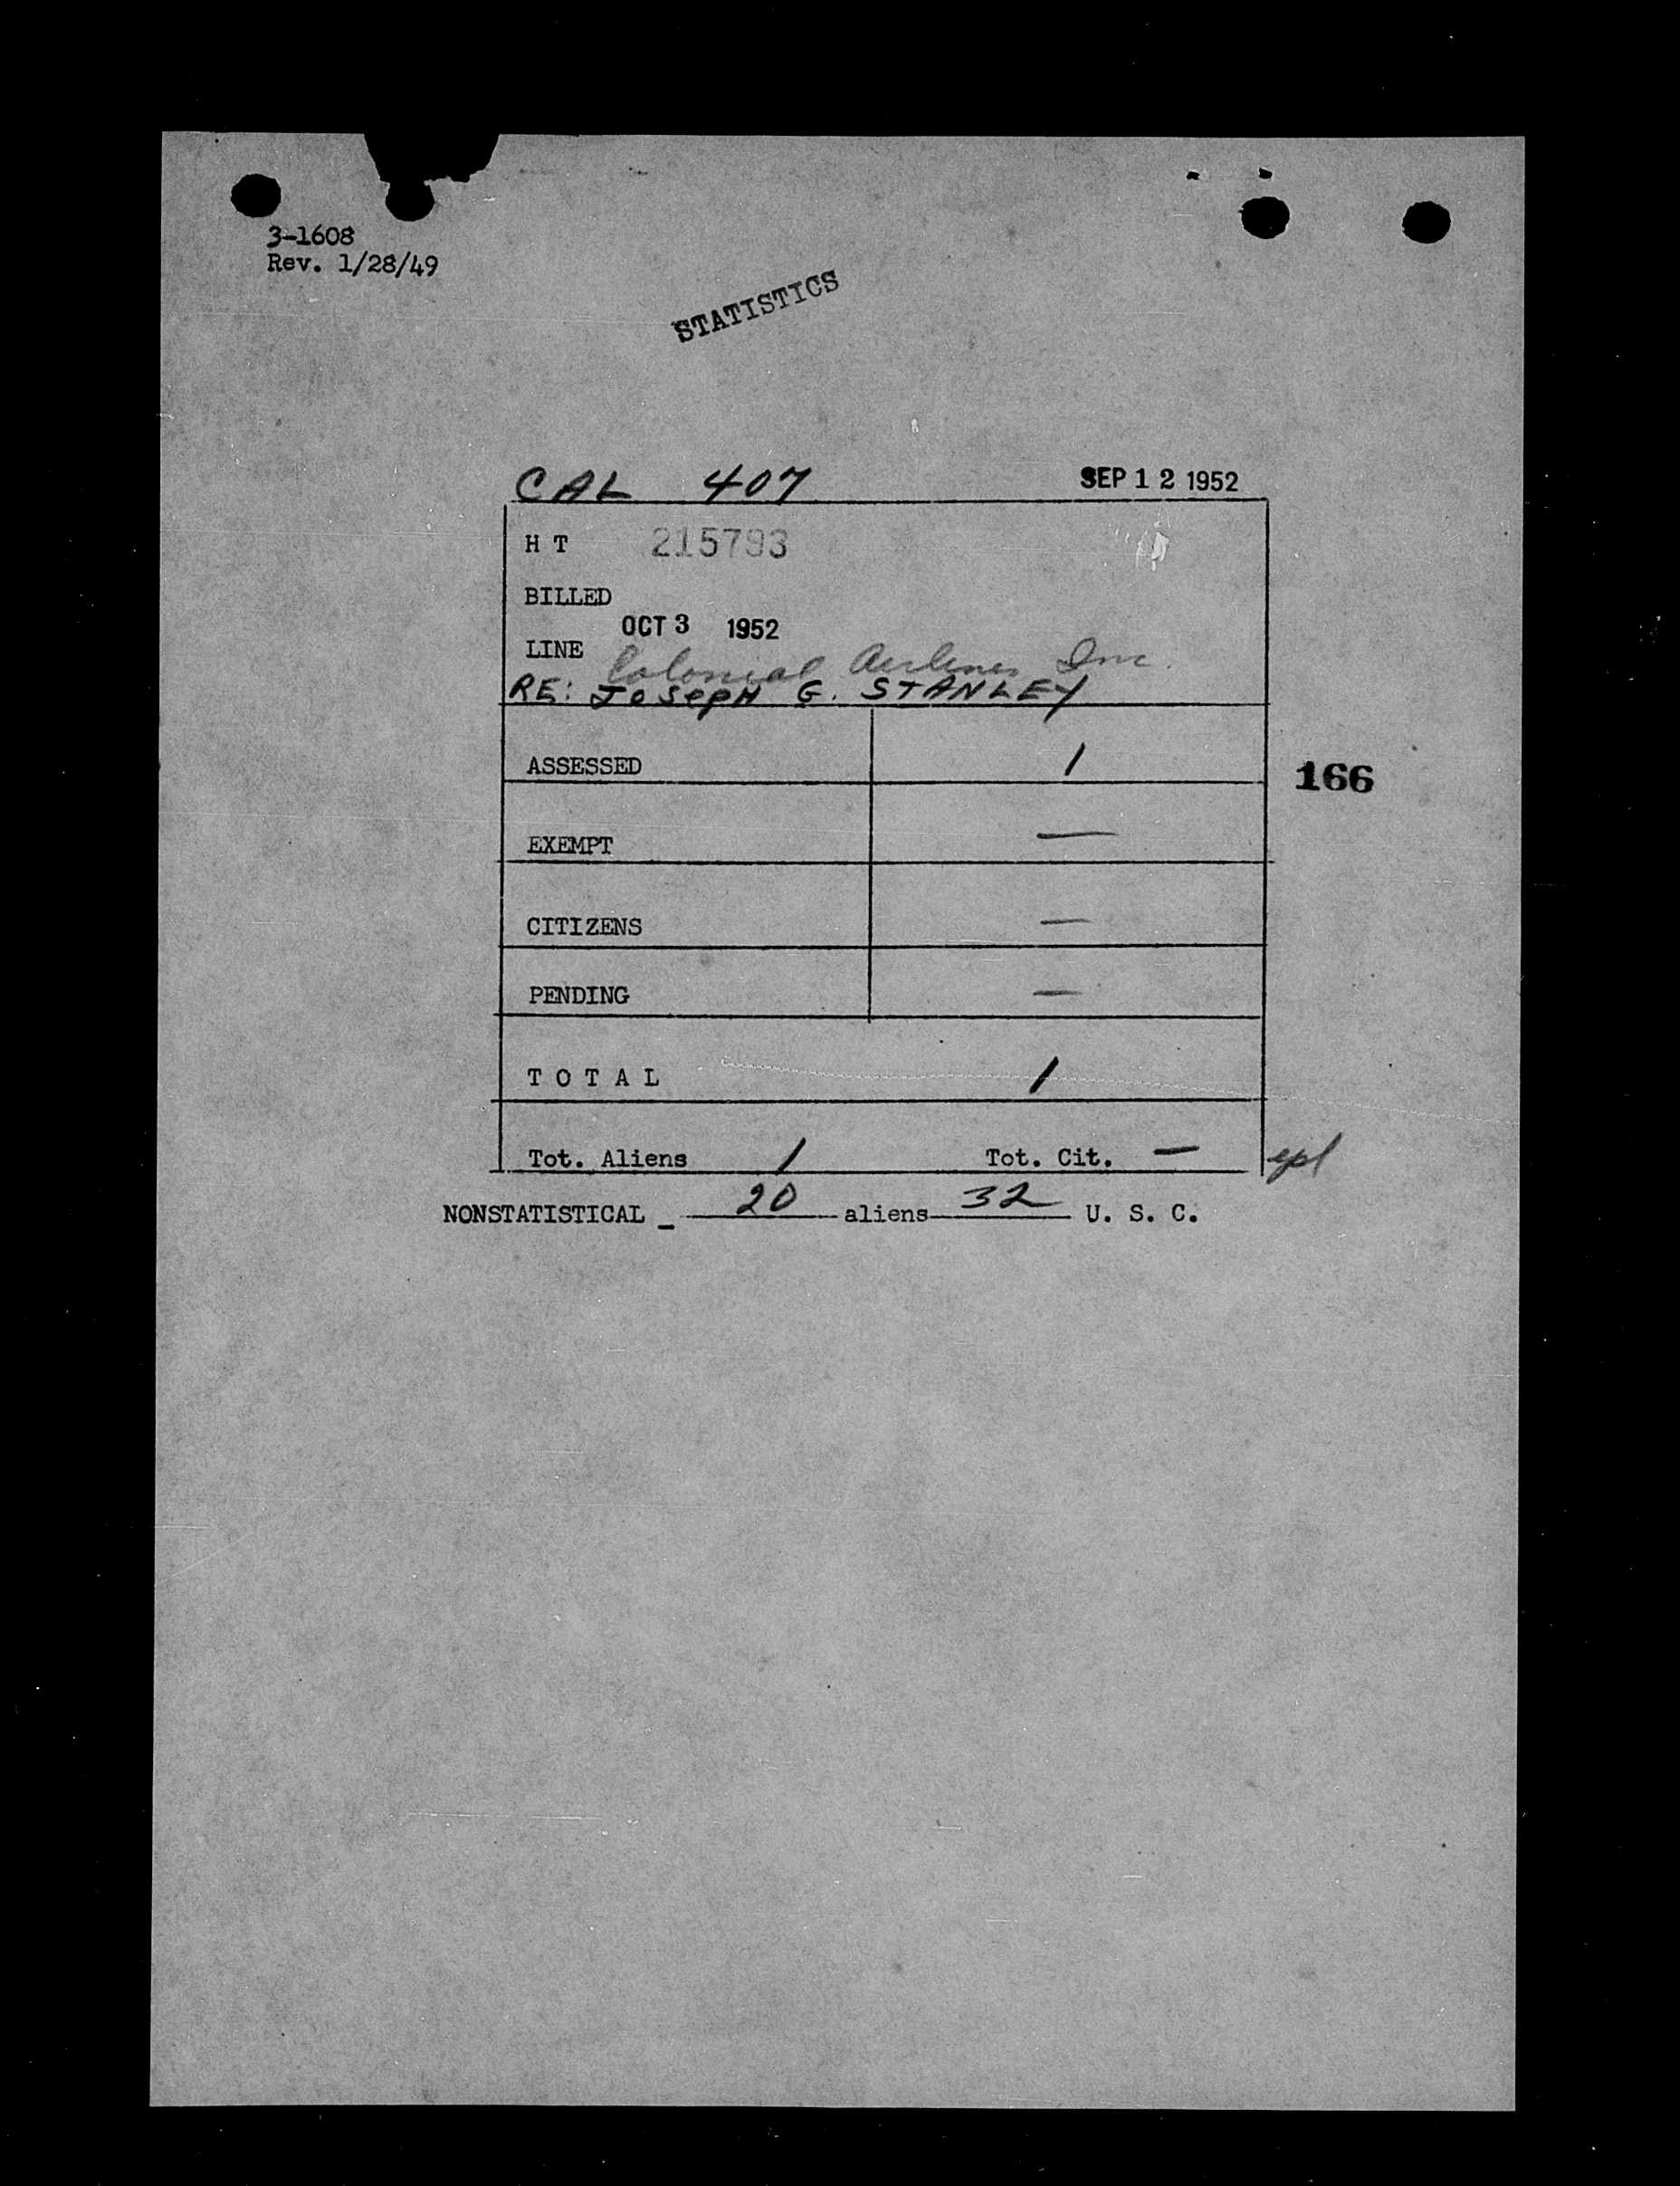 3-1608
Rev. 1/28/49
STATISTICS
CAL 407 SEP 12 1952
H T 215793
BILLED
OCT 3 1952
LINE Colonial Airlines Inc.
RE: JOSEPH G. STANLEY
ASSESSED 1
166
EXEMPT —
CITIZENS —
PENDING —
T O T A L 1
Tot. Aliens 1 Tot. Cit. —
NONSTATISTICAL _ 20 aliens 32 U. S. C.